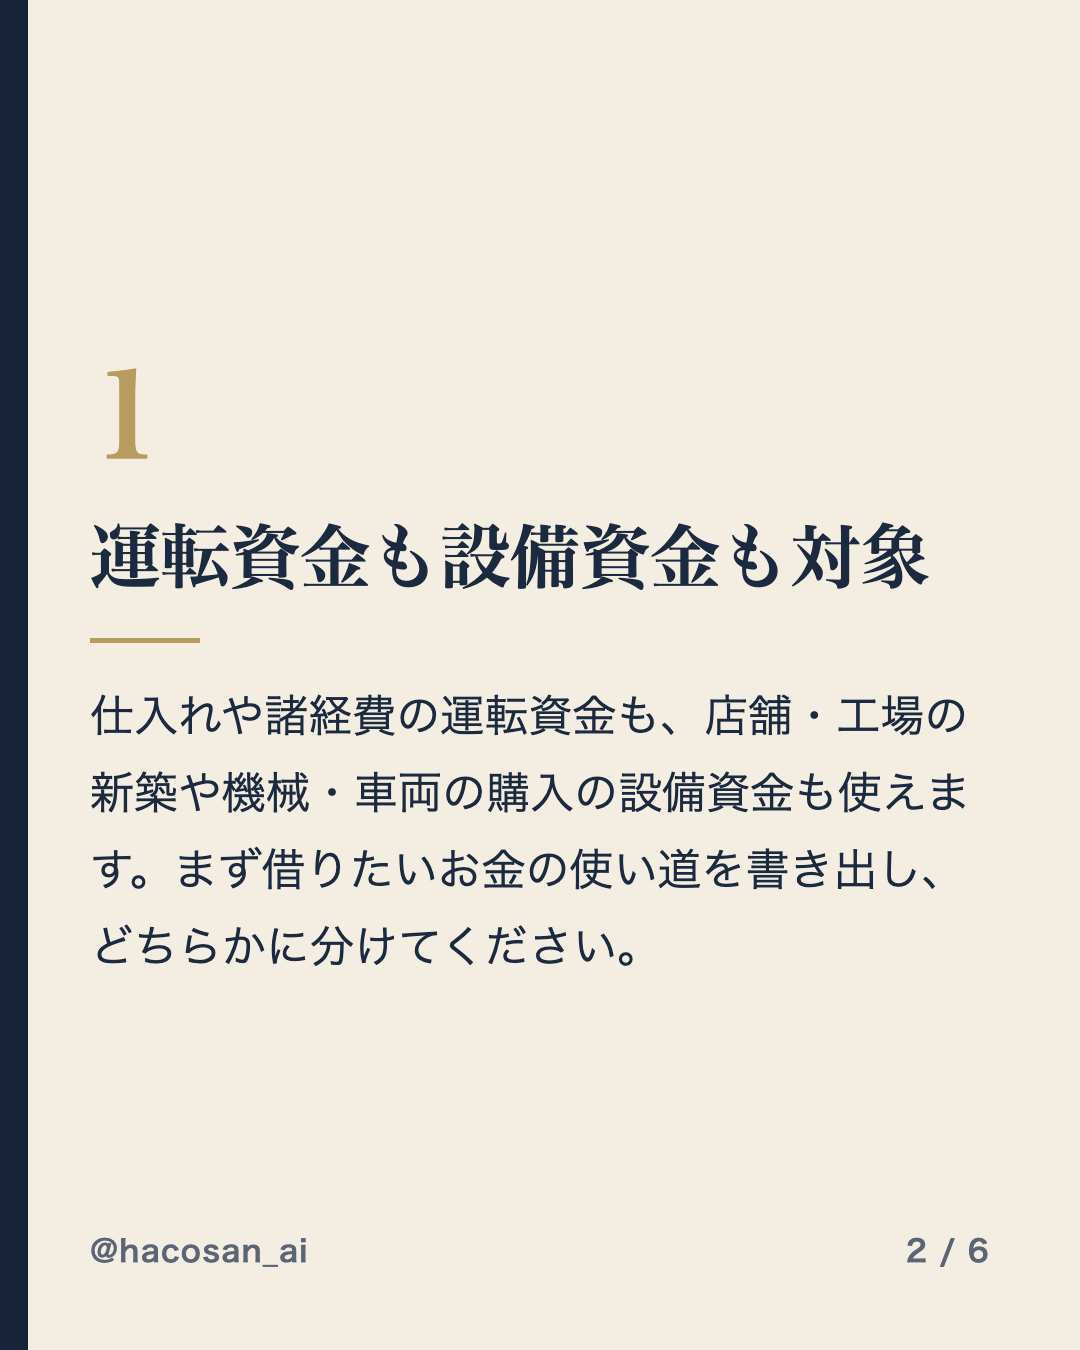 1
運転資金も設備資金も対象
仕入れや諸経費の運転資金も、店舗・工場の
新築や機械・車両の購入の設備資金も使えま
す。まず借りたいお金の使い道を書き出し、
どちらかに分けてください。
@hacosan_ai
2 / 6